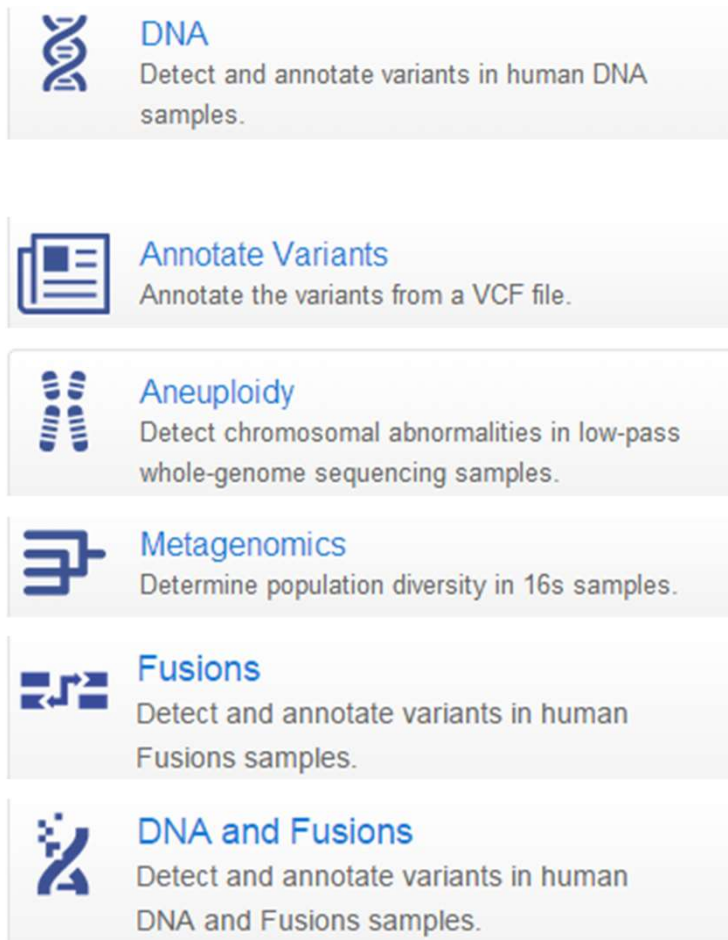 DNA
Detect and annotate variants in human DNA
samples.
Annotate Variants
Annotate the variants from a VCF file.
Aneuploidy
Detect chromosomal abnormalities in low-pass
whole-genome sequencing samples.
Metagenomics
Determine population diversity in 16s samples.
Fusions
Detect and annotate variants in human
Fusions samples.
DNA and Fusions
Detect and annotate variants in human
DNA and Fusions samples.